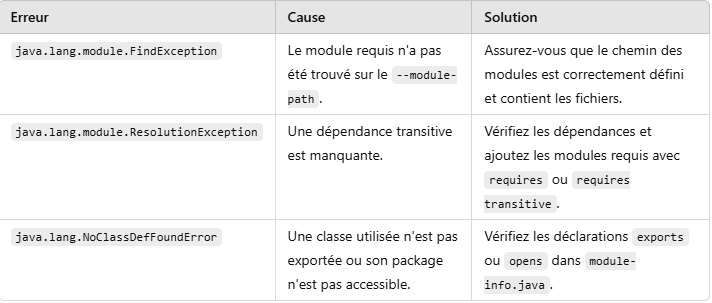 Erreur Cause Solution
java.lang.module.FindException
Le module requis n'a pas
été trouvé sur le --module-
path.
Assurez-vous que le chemin des
modules est correctement défini
et contient les fichiers.
java.lang.module.ResolutionException
Une dépendance transitive
est manquante.
Vérifiez les dépendances et
ajoutez les modules requis avec
requires ou requires
transitive.
java.lang.NoClassDefFoundError
Une classe utilisée n'est pas
exportée ou son package
n'est pas accessible.
Vérifiez les déclarations exports
ou opens dans module-
info.java.